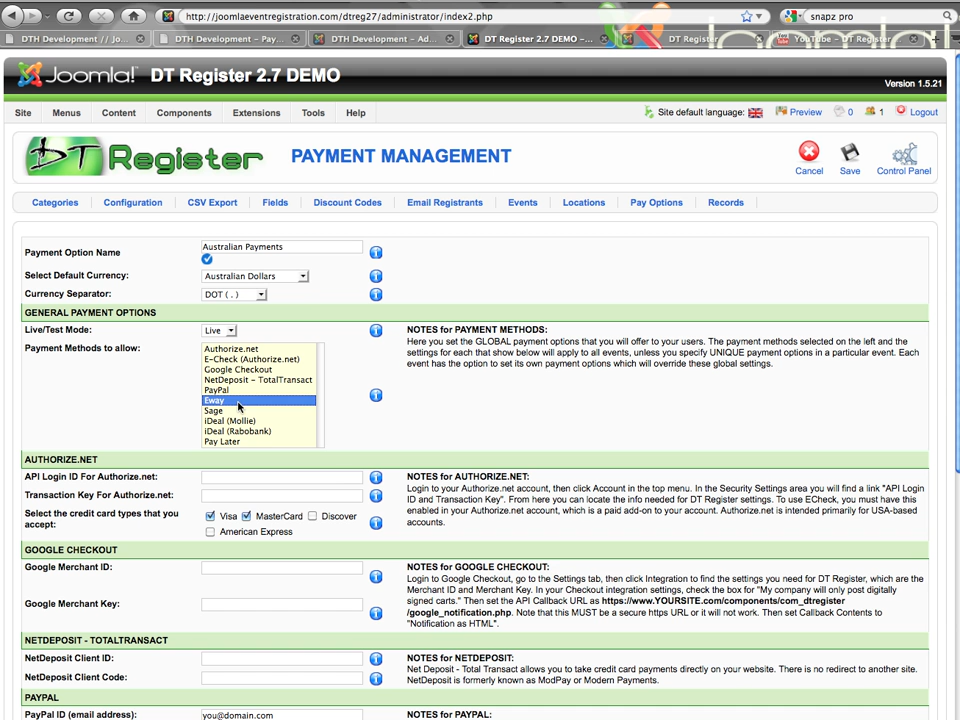 http://joomlaeventregistration.com/dtreg27/administrator/index2.php
snapz pro
DTH Development // Jo...
DTH Development - Pay...
DTH Development - Ad...
DT Register 2.7 DEMO -...
DT Register
YouTube - DT Register...
Joomla! DT Register 2.7 DEMO
Version 1.5.21
Site Menus Content Components Extensions Tools Help
Site default language: Preview 0 1 Logout
DT Register PAYMENT MANAGEMENT
Cancel Save Control Panel
Categories Configuration CSV Export Fields Discount Codes Email Registrants Events Locations Pay Options Records
Payment Option Name
Australian Payments
Select Default Currency: Australian Dollars
Currency Separator: DOT ( . )
GENERAL PAYMENT OPTIONS
Live/Test Mode: Live
Payment Methods to allow:
Authorize.net
E-Check (Authorize.net)
Google Checkout
NetDeposit - TotalTransact
PayPal
Eway
Sage
iDeal (Mollie)
iDeal (Rabobank)
Pay Later
NOTES for PAYMENT METHODS:
Here you set the GLOBAL payment options that you will offer to your users. The payment methods selected on the left and the
settings for each that show below will apply to all events, unless you specify UNIQUE payment options in a particular event. Each
event has the option to set its own payment options which will override these global settings.
AUTHORIZE.NET
API Login ID For Authorize.net:
Transaction Key For Authorize.net:
Select the credit card types that you
accept:
Visa MasterCard Discover
American Express
NOTES for AUTHORIZE.NET:
Login to your Authorize.net account, then click Account in the top menu. In the Security Settings area you will find a link "API Login
ID and Transaction Key". From here you can locate the info needed for DT Register settings. To use ECheck, you must have this
enabled in your Authorize.net account, which is a paid add-on to your account. Authorize.net is intended primarily for USA-based
accounts.
GOOGLE CHECKOUT
Google Merchant ID:
Google Merchant Key:
NOTES for GOOGLE CHECKOUT:
Login to Google Checkout, go to the Settings tab, then click Integration to find the settings you need for DT Register, which are the
Merchant ID and Merchant Key. In your Checkout integration settings, check the box for "My company will only post digitally
signed carts." Then set the API Callback URL as https://www.YOURSITE.com/components/com_dtregister
/google_notification.php. Note that this MUST be a secure https URL or it will not work. Then set Callback Contents to
"Notification as HTML".
NETDEPOSIT - TOTALTRANSACT
NetDeposit Client ID:
NetDeposit Client Code:
NOTES for NETDEPOSIT:
Net Deposit - Total Transact allows you to take credit card payments directly on your website. There is no redirect to another site.
NetDeposit is formerly known as ModPay or Modern Payments.
PAYPAL
PayPal ID (email address): you@domain.com
NOTES for PAYPAL: